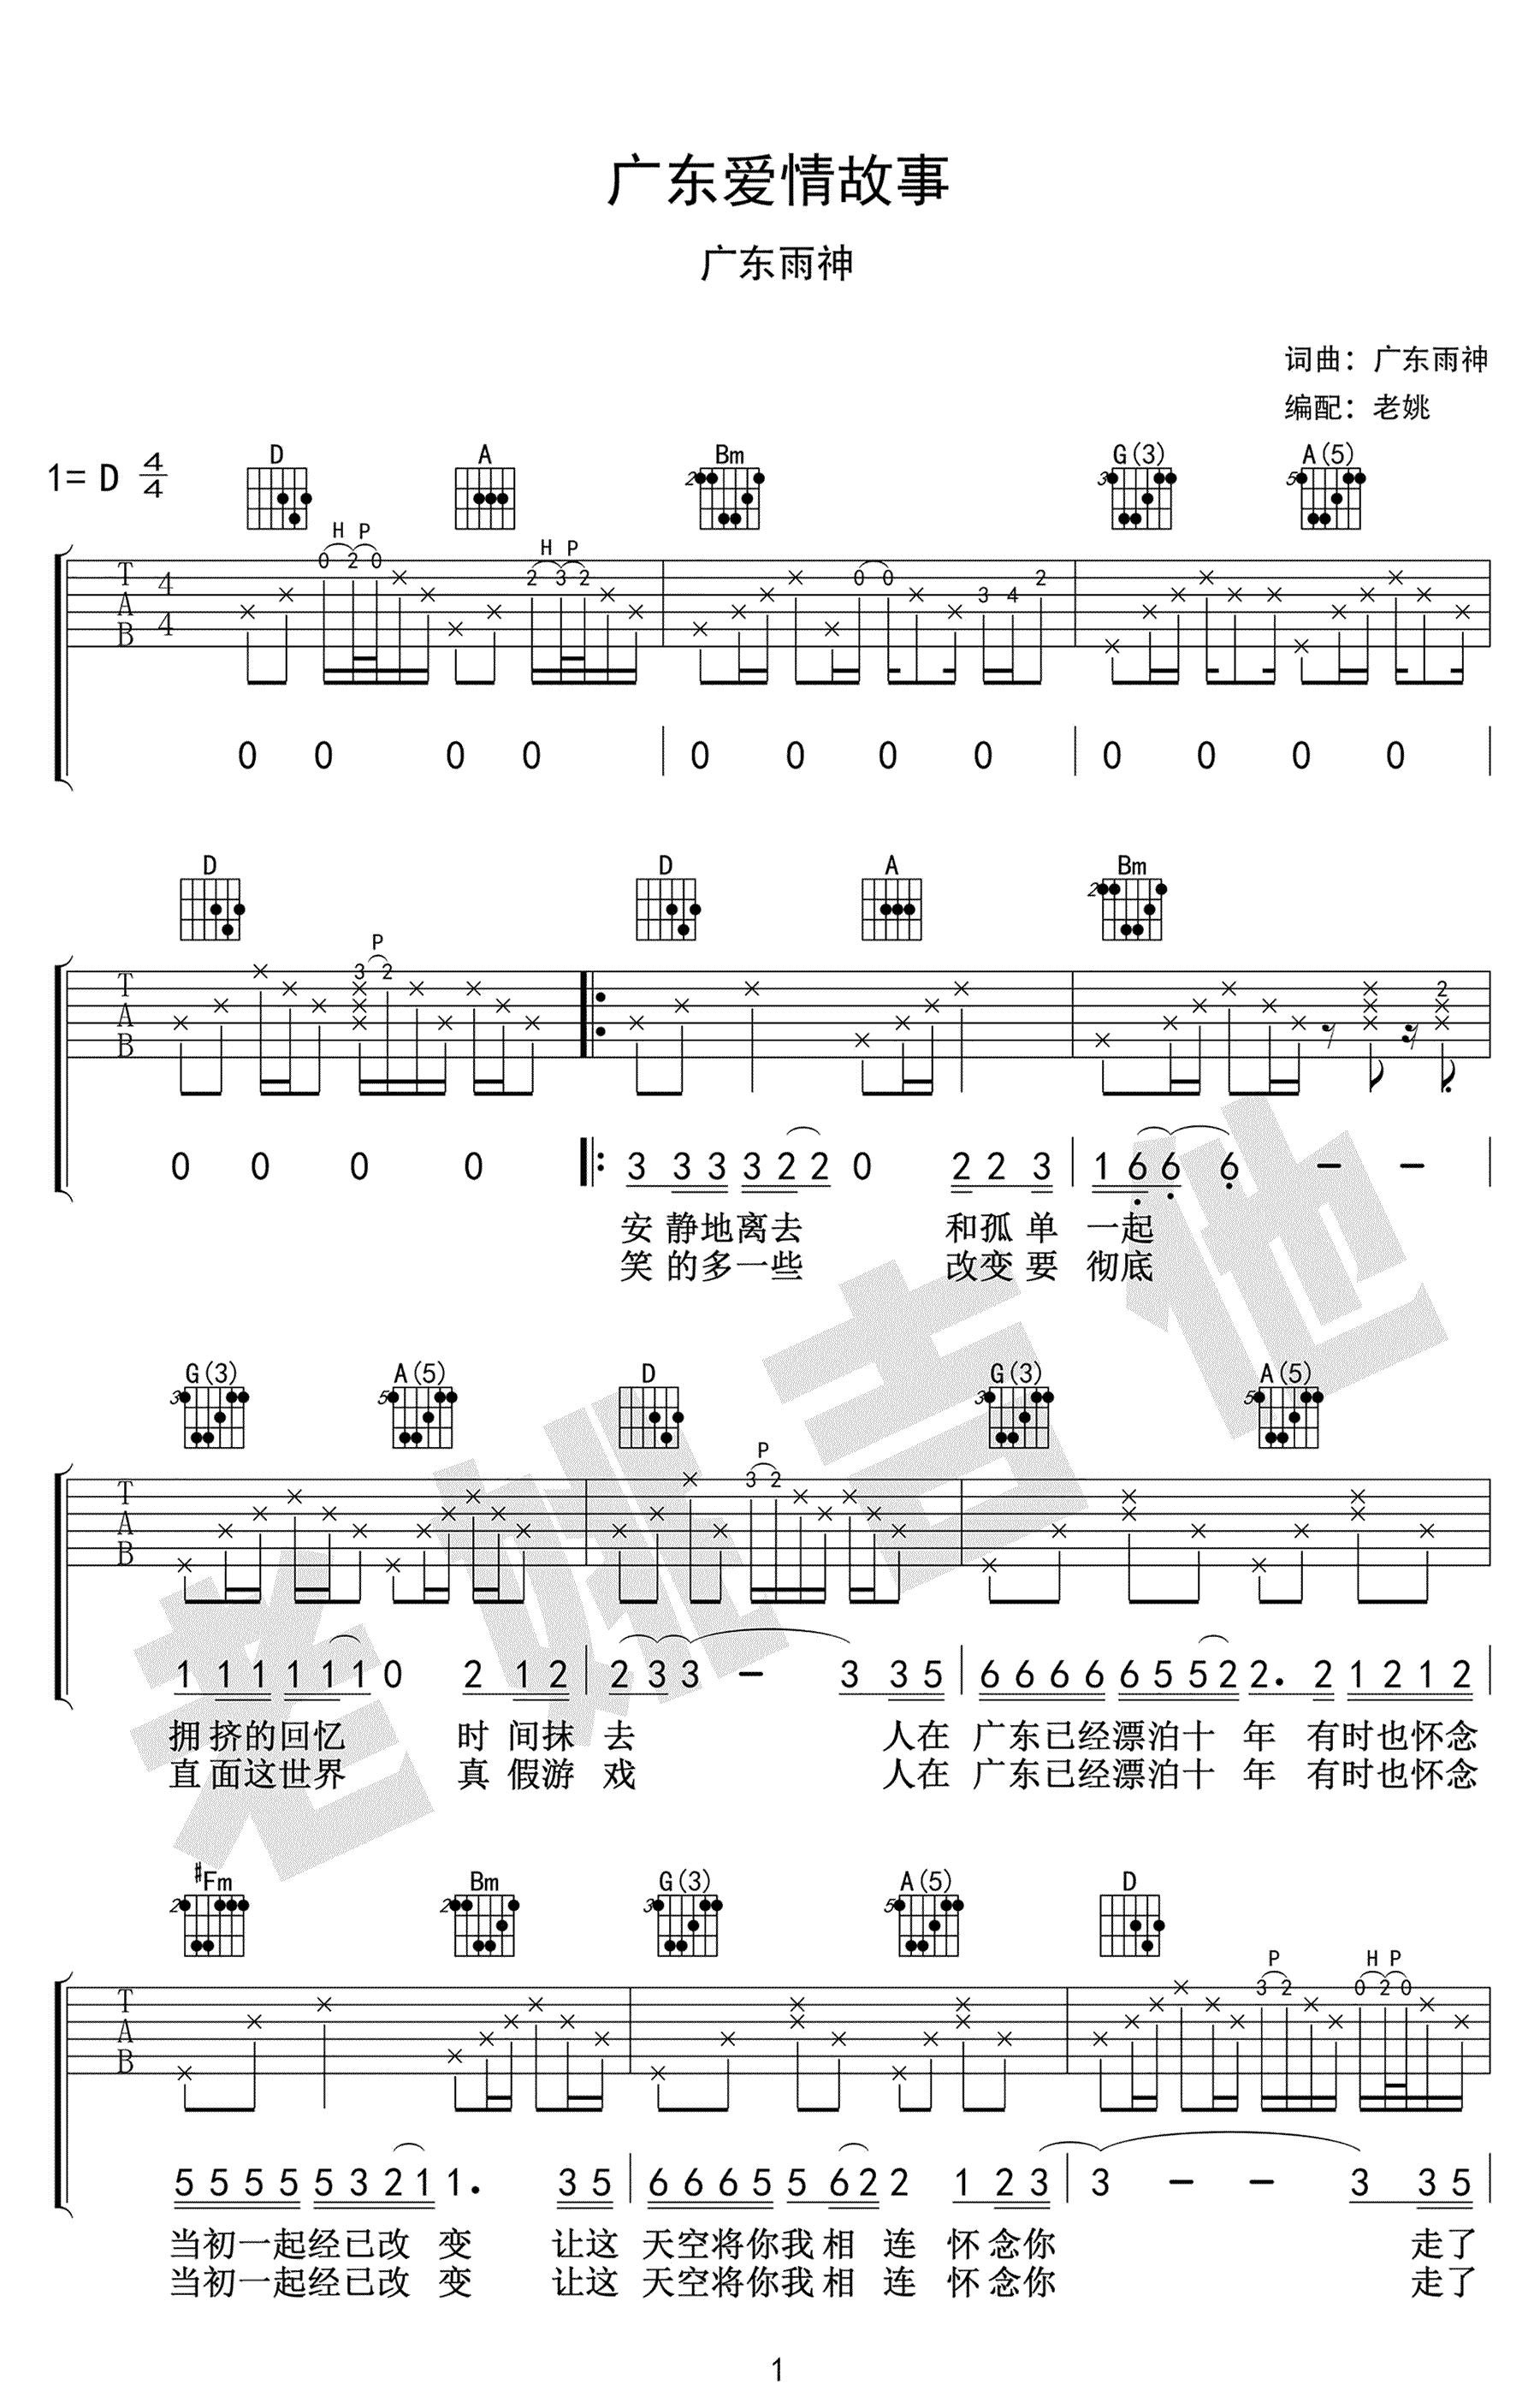 广东爱情故事
广东雨神
词曲：广东雨神
编配：老姚
1= D 4/4
D A Bm G(3) A(5)
H P H P
0 2 0 2 3 2 0 0 3 4 2
T A B 4 4
0 0 0 0 0 0 0 0 0 0 0 0
D D A Bm
P
3 2 2
T A B
0 0 0 0 3 3 3 3 2 2 0 2 2 3 1 6 6 6 - -
安静地离去 和孤单一起
笑的多一些 改变要彻底
G(3) A(5) D G(3) A(5)
P
3 2
T A B
1 1 1 1 1 1 0 2 1 2 2 3 3 - 3 3 5 6 6 6 6 6 5 5 2 2. 2 1 2 1 2
拥挤的回忆 时间抹去 人在广东已经漂泊十年 有时也怀念
直面这世界 真假游戏 人在广东已经漂泊十年 有时也怀念
#Fm Bm G(3) A(5) D
P H P
3 2 0 2 0
T A B
5 5 5 5 5 3 2 1 1. 3 5 6 6 6 5 5 6 2 2 1 2 3 3 - - 3 3 5
当初一起经已改变 让这天空将你我相连 怀念你 走了
当初一起经已改变 让这天空将你我相连 怀念你 走了
1
老姚吉他